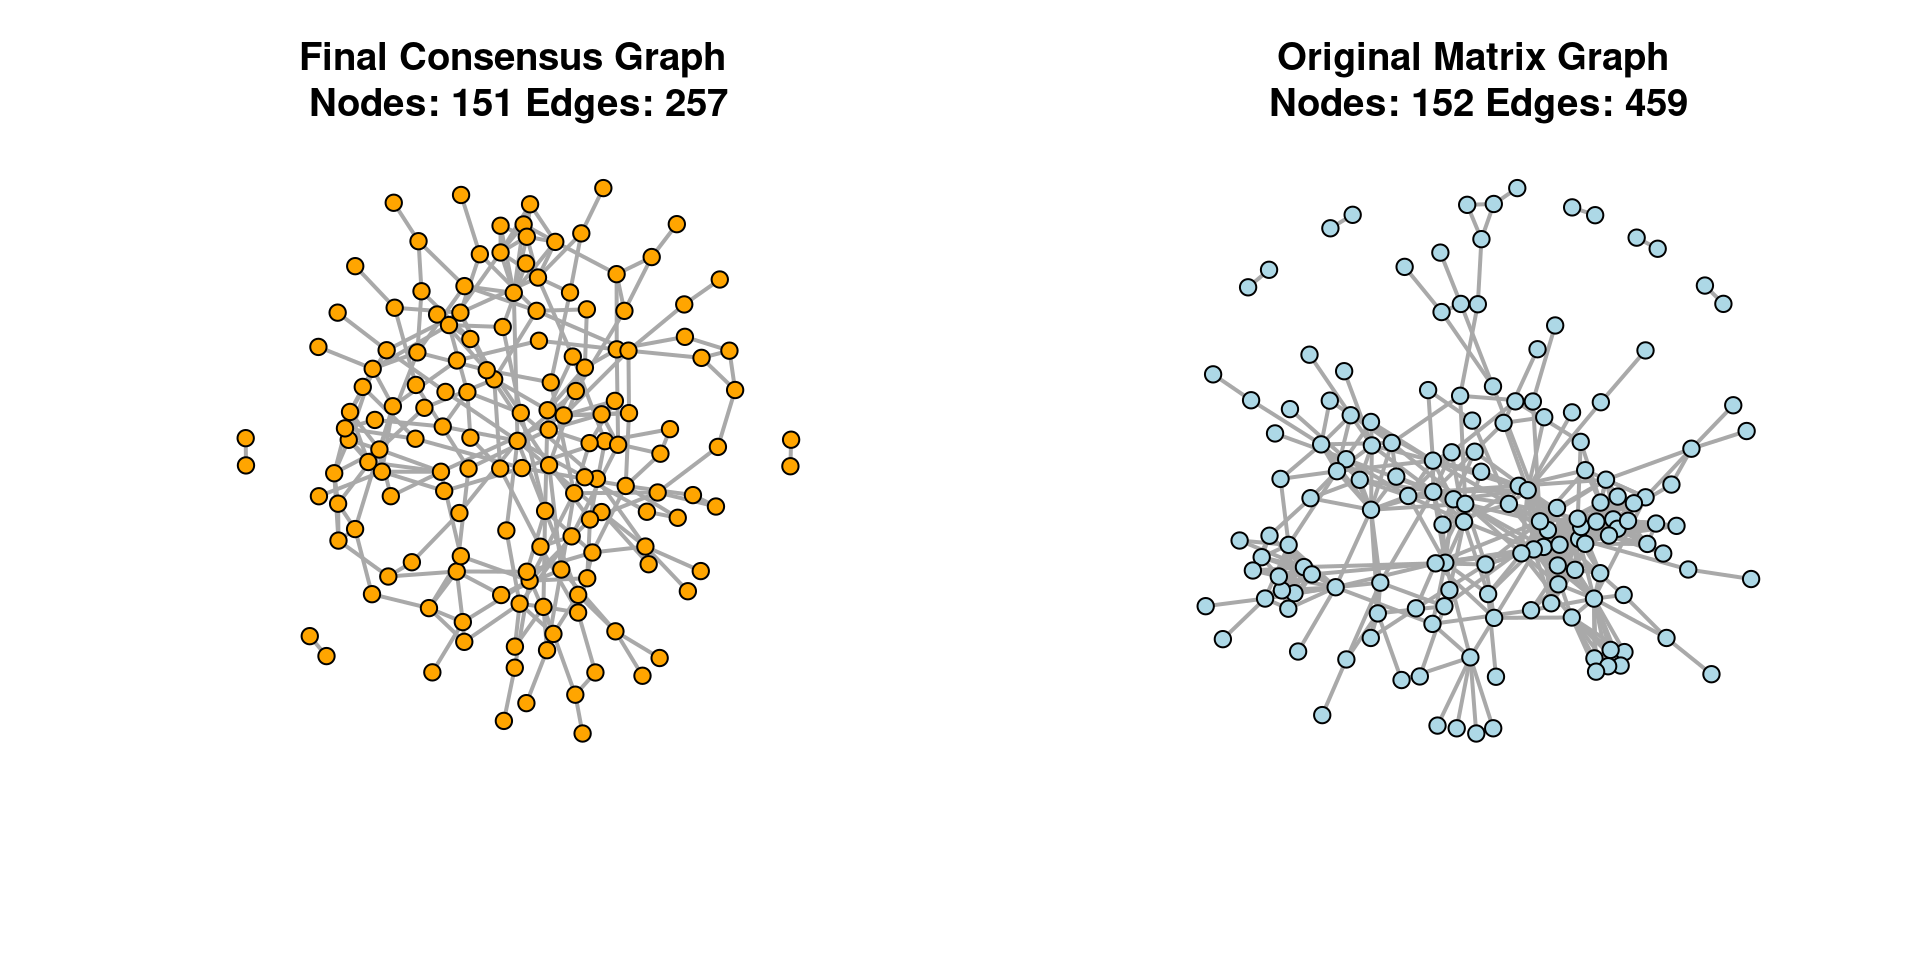 Final Consensus Graph
Nodes: 151 Edges: 257
Original Matrix Graph
Nodes: 152 Edges: 459